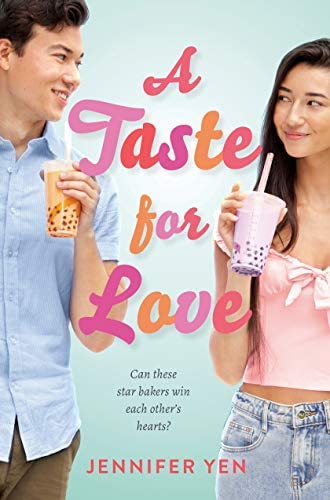 A
Taste
for
Love
Can these
star bakers win
each other's
hearts?
JENNIFER YEN